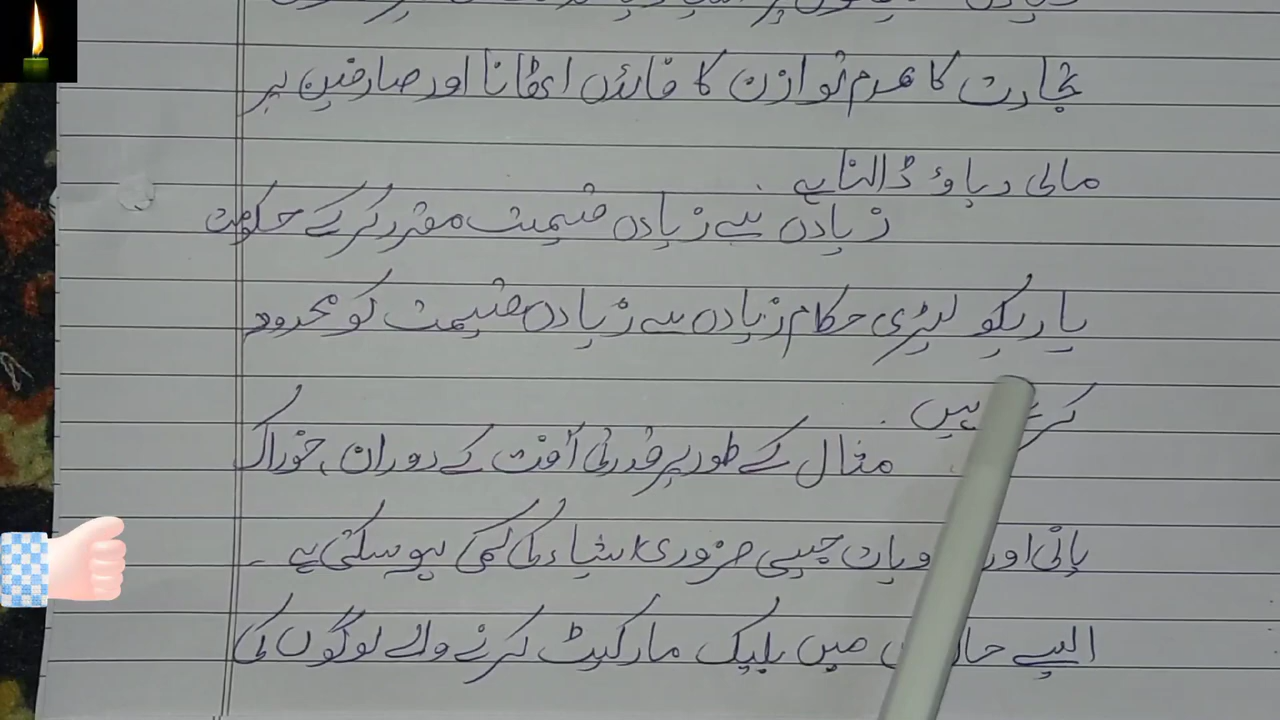 تجارت کا عدم توازن کا فائدہ اٹھانا اور صارفین پر
مالی دباؤ ڈالنا ہے.
زیادہ سے زیادہ قیمت مقرر کرکے حکومت
یا ریگولیٹری حکام زیادہ سے زیادہ قیمت کو محدود
کرتے ہیں.
مثال کے طور پر قدرتی آفت کے دوران، خوراک
پانی اور جیسی ضروری اشیاء کی کمی ہو سکتی ہے -
ایسے میں بلیک مارکیٹ کرنے والے لوگوں کی